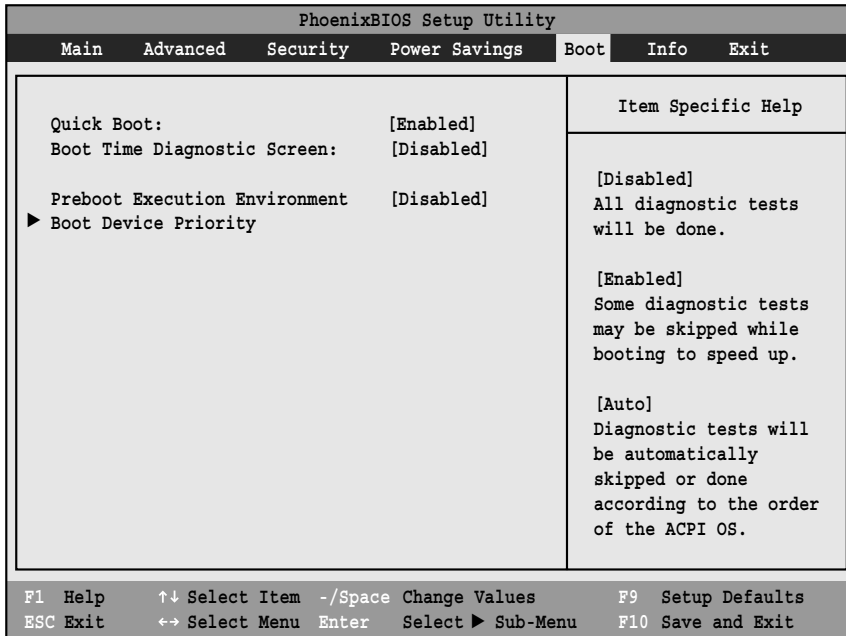 PhoenixBIOS Setup Utility
Main Advanced Security Power Savings Boot Info Exit
Quick Boot: [Enabled]
Boot Time Diagnostic Screen: [Disabled]
Preboot Execution Environment [Disabled]
▶ Boot Device Priority
Item Specific Help
[Disabled]
All diagnostic tests
will be done.
[Enabled]
Some diagnostic tests
may be skipped while
booting to speed up.
[Auto]
Diagnostic tests will
be automatically
skipped or done
according to the order
of the ACPI OS.
F1 Help ↑↓ Select Item -/Space Change Values F9 Setup Defaults
ESC Exit ←→ Select Menu Enter Select ▶ Sub-Menu F10 Save and Exit